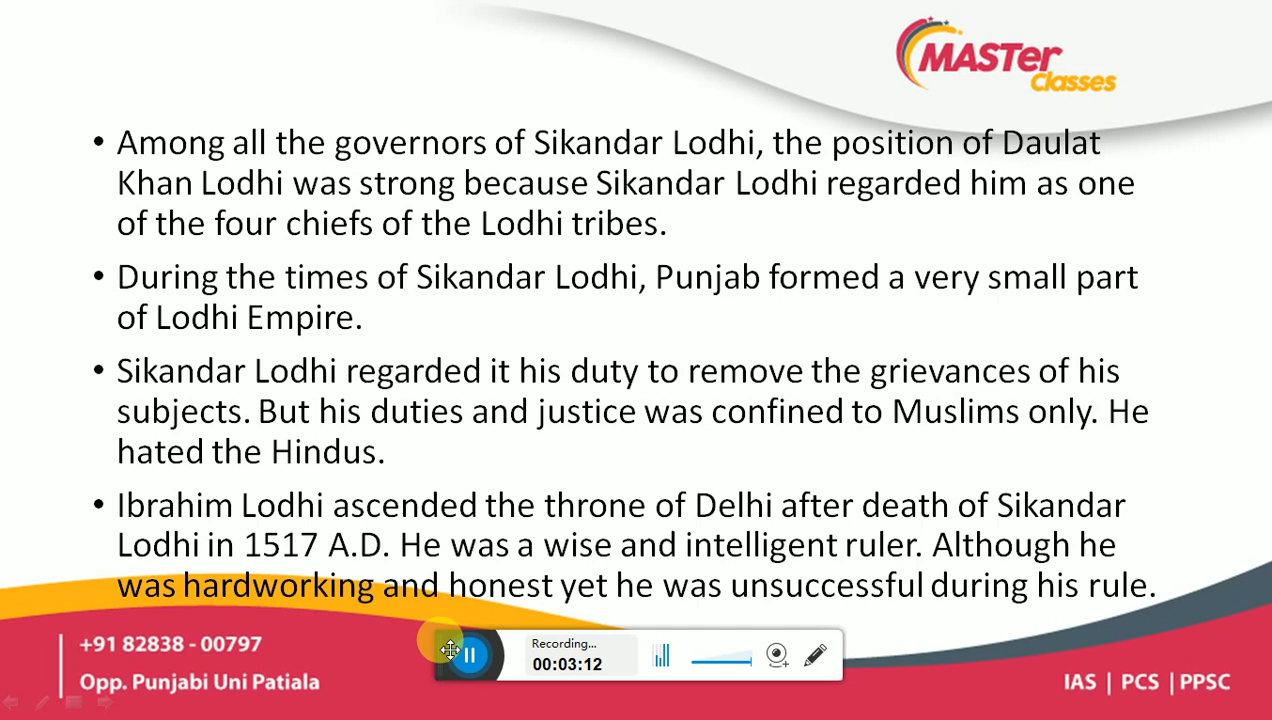 MASTer
Classes
• Among all the governors of Sikandar Lodhi, the position of Daulat
Khan Lodhi was strong because Sikandar Lodhi regarded him as one
of the four chiefs of the Lodhi tribes.
• During the times of Sikandar Lodhi, Punjab formed a very small part
of Lodhi Empire.
• Sikandar Lodhi regarded it his duty to remove the grievances of his
subjects. But his duties and justice was confined to Muslims only. He
hated the Hindus.
• Ibrahim Lodhi ascended the throne of Delhi after death of Sikandar
Lodhi in 1517 A.D. He was a wise and intelligent ruler. Although he
was hardworking and honest yet he was unsuccessful during his rule.
+91 82838 - 00797
Opp. Punjabi Uni Patiala
Recording...
00:03:12
IAS | PCS | PPSC